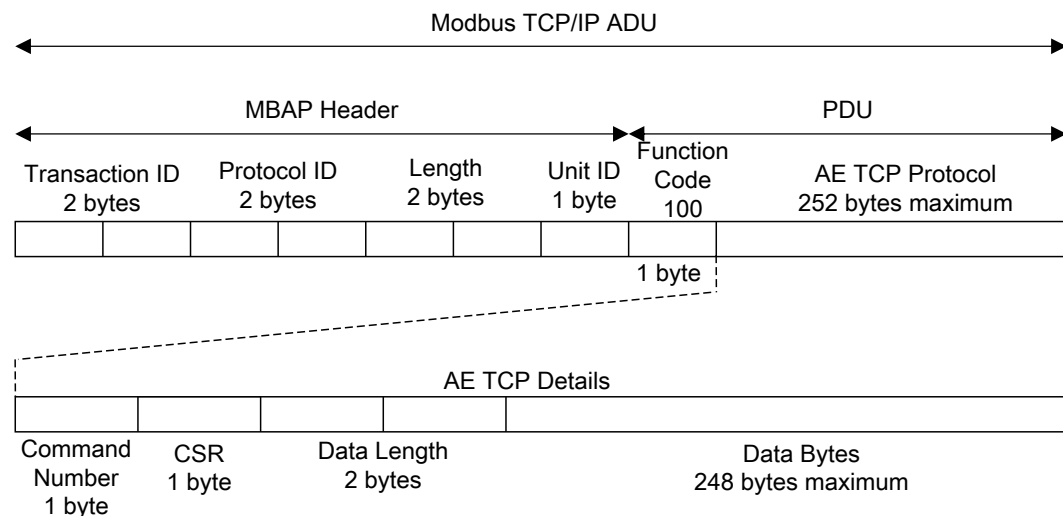 Modbus TCP/IP ADU
MBAP Header
PDU
Transaction ID
2 bytes
Protocol ID
2 bytes
Length
2 bytes
Unit ID
1 byte
Function
Code
100
AE TCP Protocol
252 bytes maximum
1 byte
AE TCP Details
Command
Number
1 byte
CSR
1 byte
Data Length
2 bytes
Data Bytes
248 bytes maximum